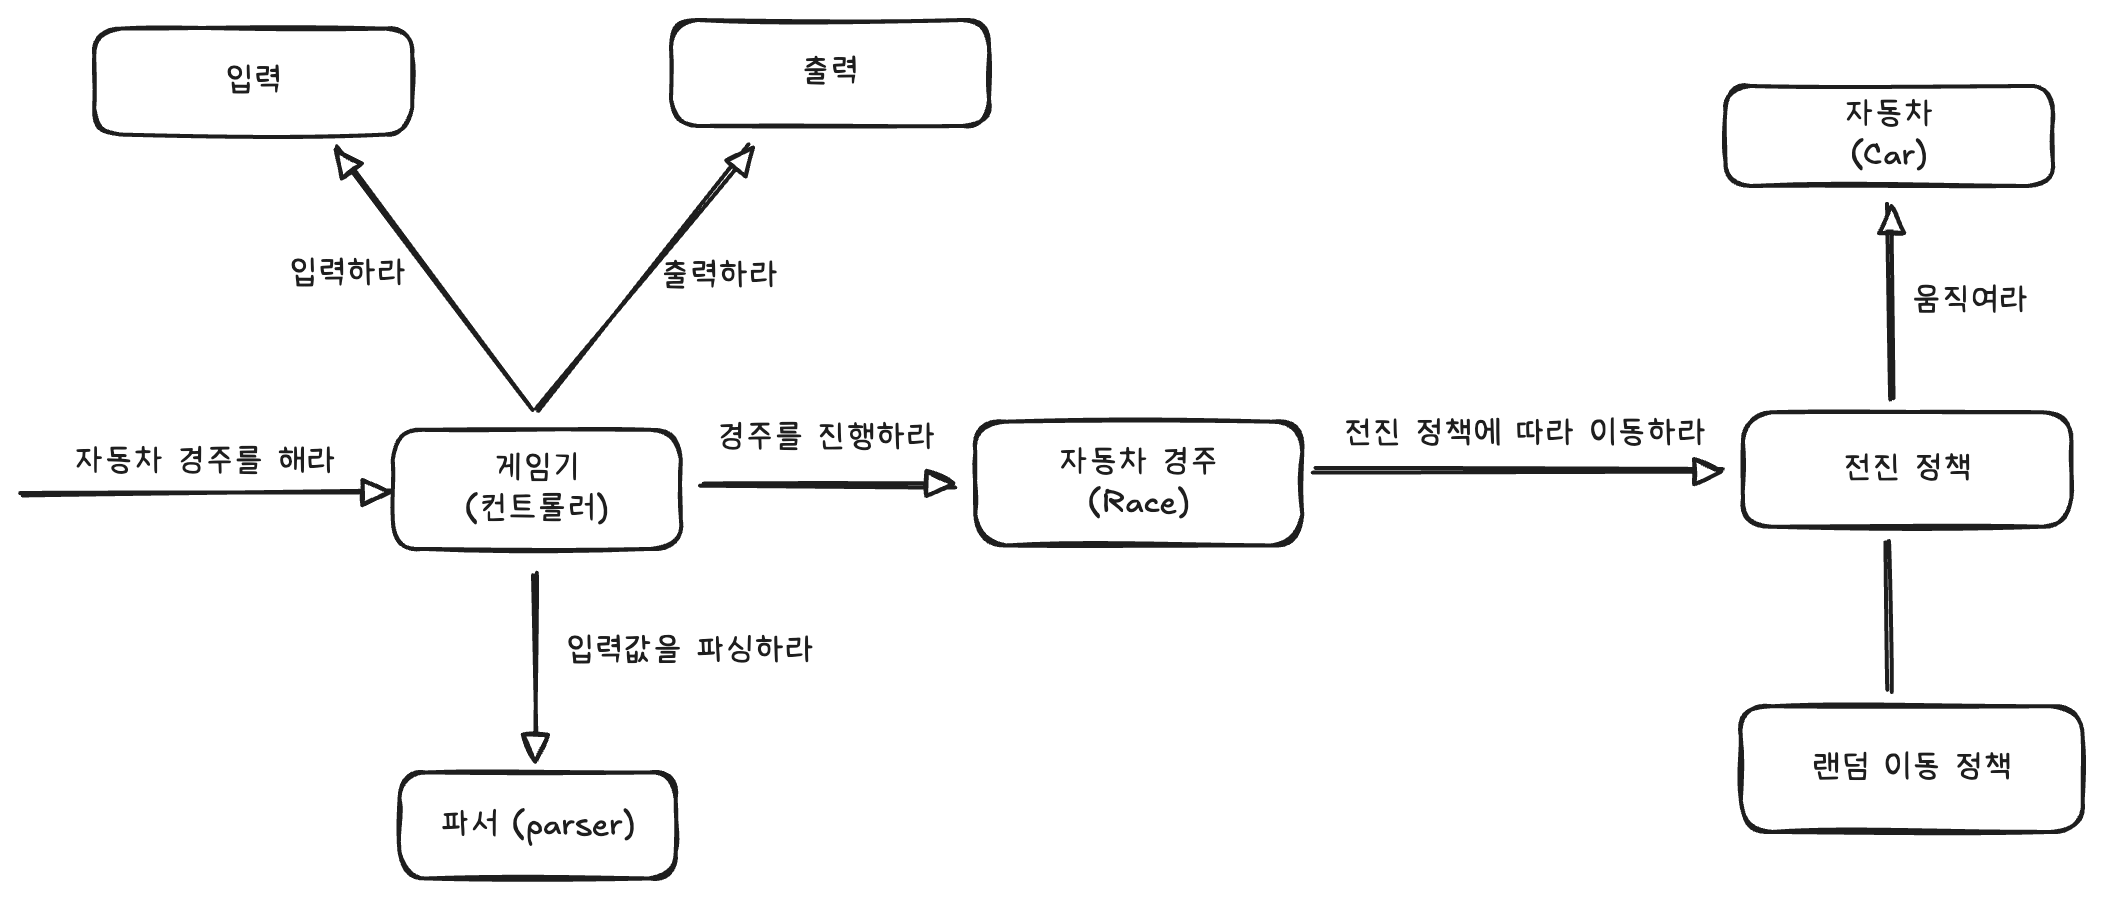 입력
출력
자동차
(Car)
입력하라
출력하라
움직여라
자동차 경주를 해라
게임기
(컨트롤러)
경주를 진행하라
자동차 경주
(Race)
전진 정책에 따라 이동하라
전진 정책
입력값을 파싱하라
랜덤 이동 정책
파서 (parser)